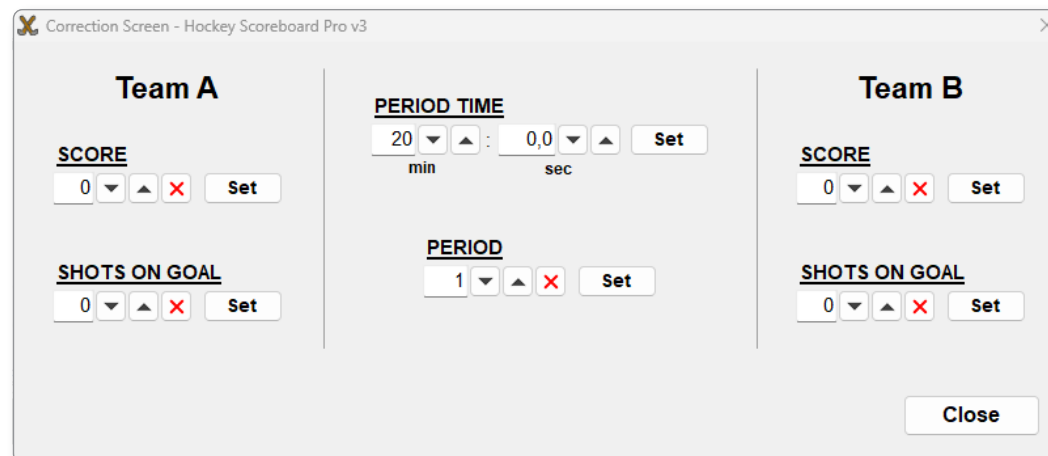 Correction Screen - Hockey Scoreboard Pro v3
Team A
SCORE
0 Set
SHOTS ON GOAL
0 Set
PERIOD TIME
20 : 0,0 Set
min sec
PERIOD
1 Set
Team B
SCORE
0 Set
SHOTS ON GOAL
0 Set
Close